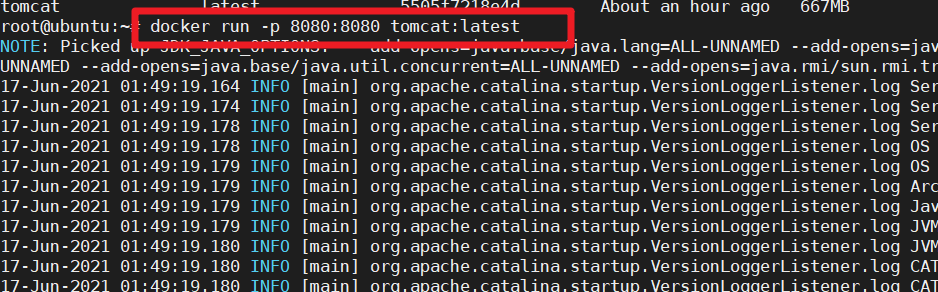 tomcat latest 5505f7218e4d About an hour ago 667MB
root@ubuntu:~# docker run -p 8080:8080 tomcat:latest
NOTE: Picked up JDK_JAVA_OPTIONS: --add-opens=java.base/java.lang=ALL-UNNAMED --add-opens=jav
UNNAMED --add-opens=java.base/java.util.concurrent=ALL-UNNAMED --add-opens=java.rmi/sun.rmi.tr
17-Jun-2021 01:49:19.164 INFO [main] org.apache.catalina.startup.VersionLoggerListener.log Ser
17-Jun-2021 01:49:19.174 INFO [main] org.apache.catalina.startup.VersionLoggerListener.log Ser
17-Jun-2021 01:49:19.178 INFO [main] org.apache.catalina.startup.VersionLoggerListener.log Ser
17-Jun-2021 01:49:19.178 INFO [main] org.apache.catalina.startup.VersionLoggerListener.log OS
17-Jun-2021 01:49:19.179 INFO [main] org.apache.catalina.startup.VersionLoggerListener.log OS
17-Jun-2021 01:49:19.179 INFO [main] org.apache.catalina.startup.VersionLoggerListener.log Arc
17-Jun-2021 01:49:19.179 INFO [main] org.apache.catalina.startup.VersionLoggerListener.log Jav
17-Jun-2021 01:49:19.179 INFO [main] org.apache.catalina.startup.VersionLoggerListener.log JVM
17-Jun-2021 01:49:19.180 INFO [main] org.apache.catalina.startup.VersionLoggerListener.log JVM
17-Jun-2021 01:49:19.180 INFO [main] org.apache.catalina.startup.VersionLoggerListener.log CAT
17-Jun-2021 01:49:19.180 INFO [main] org.apache.catalina.startup.VersionLoggerListener.log CAT